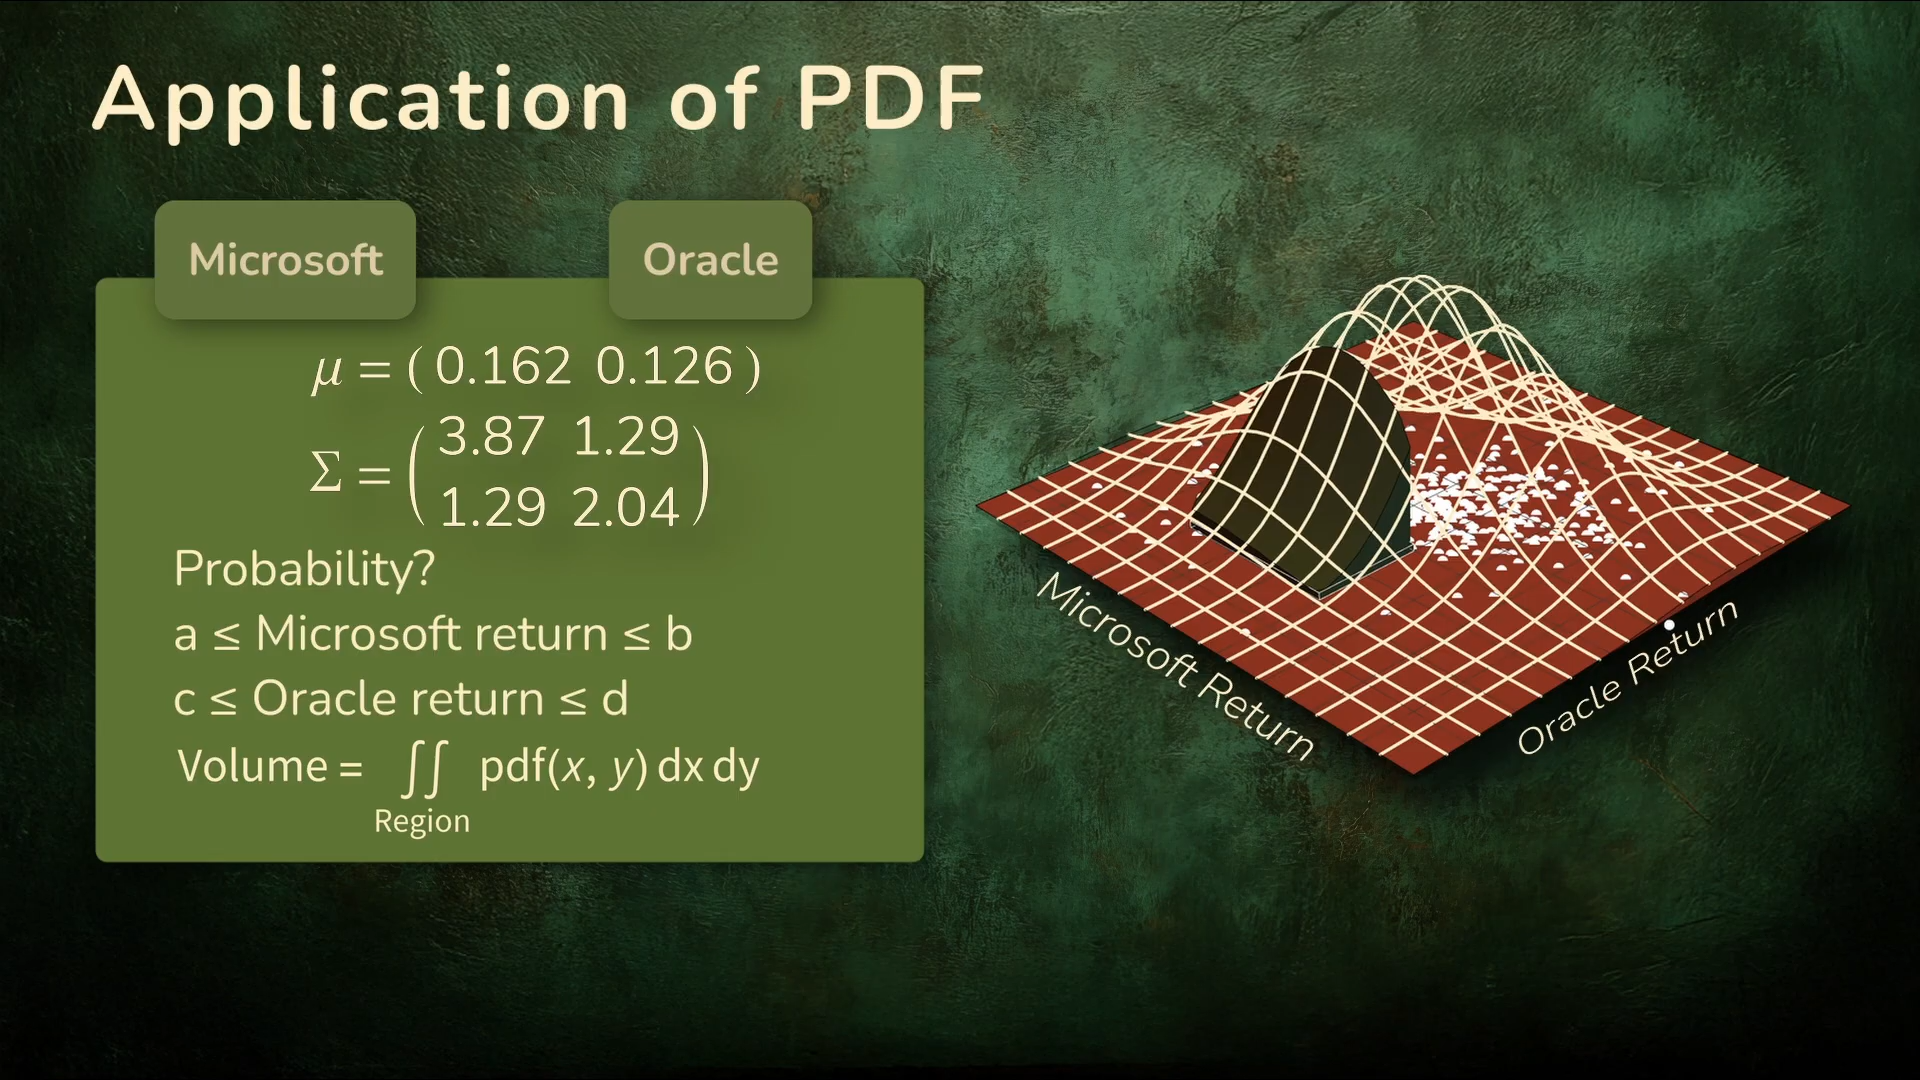 Application of PDF
Microsoft Oracle
μ = ( 0.162 0.126 )
Σ = ( 3.87 1.29
1.29 2.04 )
Probability?
a ≤ Microsoft return ≤ b
c ≤ Oracle return ≤ d
Volume = ∬ pdf(x, y) dx dy
Region
Microsoft Return
Oracle Return